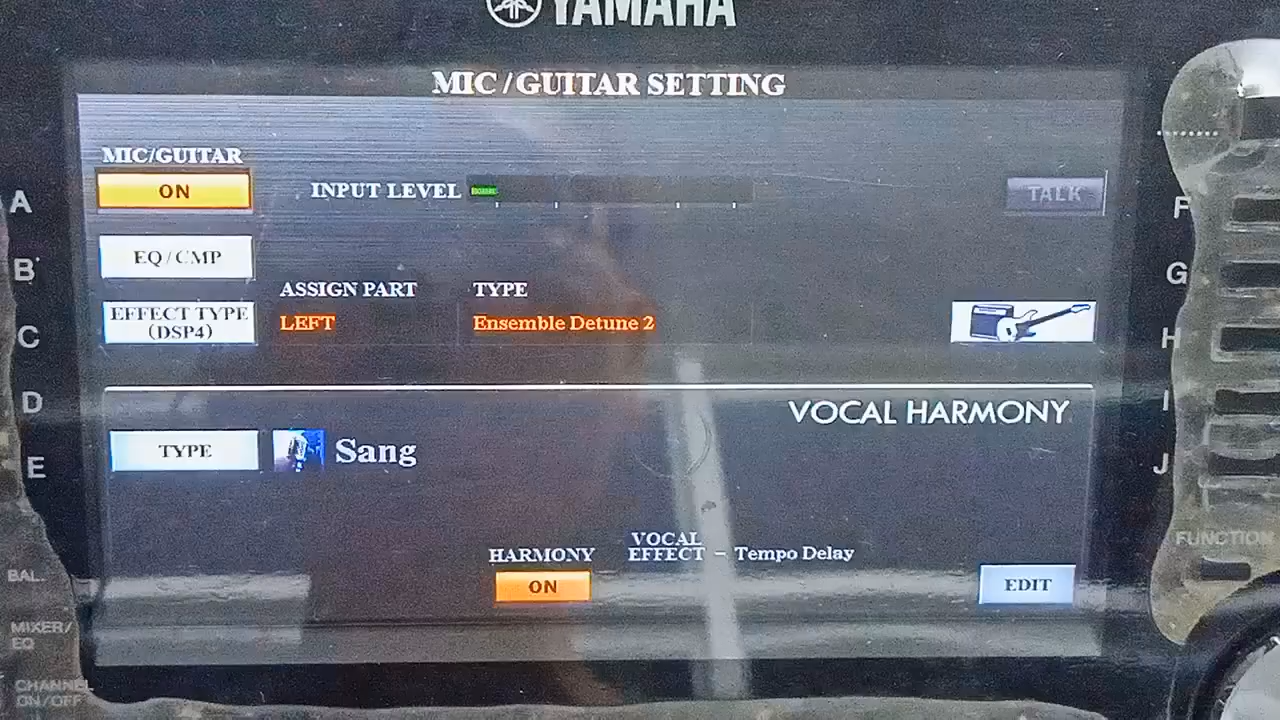 YAMAHA
MIC/GUITAR SETTING
MIC/GUITAR
ON
INPUT LEVEL
TALK
EQ/CMP
EFFECT TYPE
(DSP4)
ASSIGN PART
LEFT
TYPE
Ensemble Detune 2
VOCAL HARMONY
TYPE
Sang
HARMONY
ON
VOCAL
EFFECT - Tempo Delay
EDIT
A
B
C
D
E
F
G
H
I
J
BAL.
MIXER/
EQ
CHANNEL
ON/OFF
FUNCTION